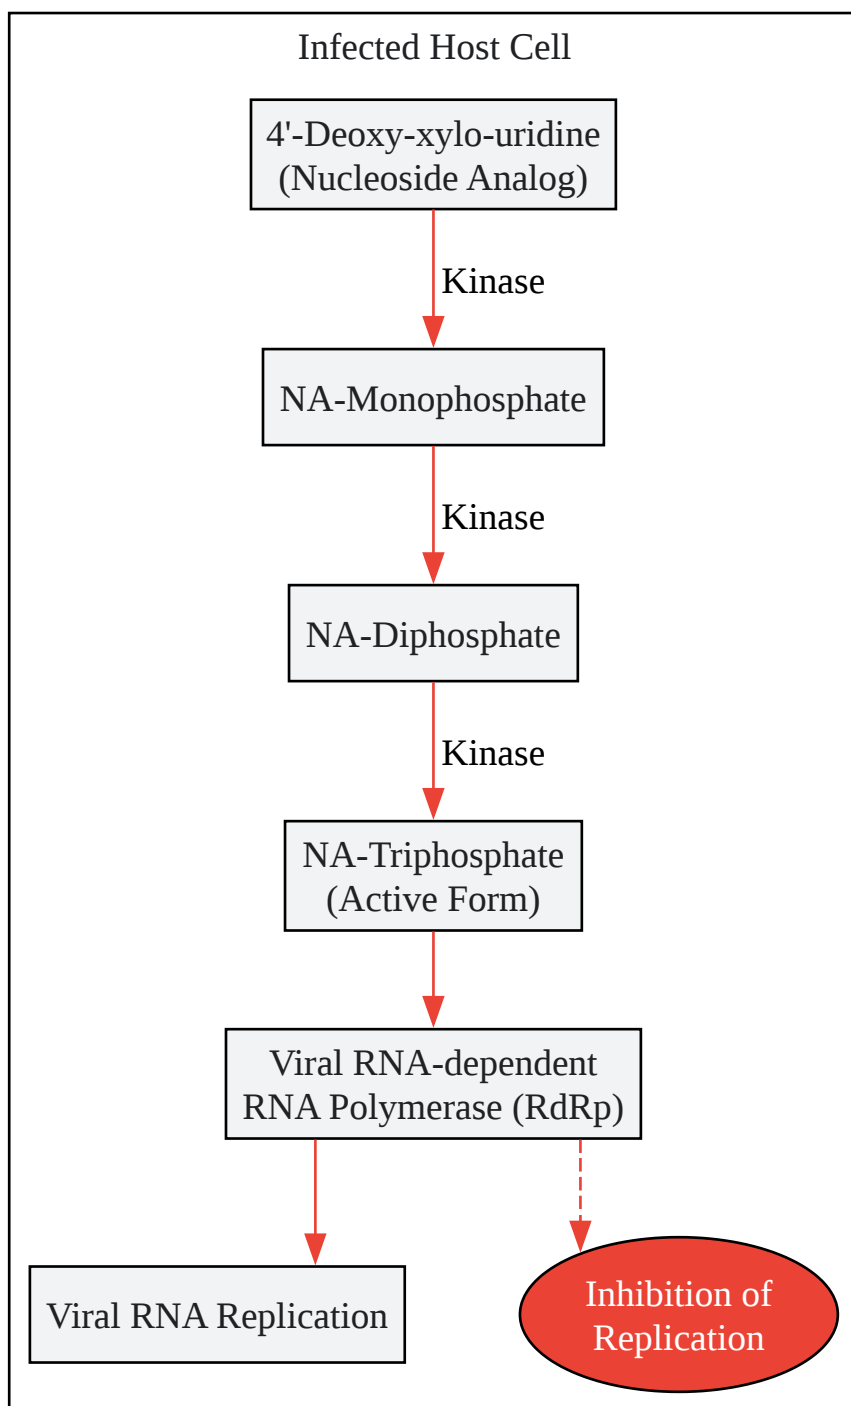 Infected Host Cell
4'-Deoxy-xylo-uridine
(Nucleoside Analog)
Kinase
NA-Monophosphate
Kinase
NA-Diphosphate
Kinase
NA-Triphosphate
(Active Form)
Viral RNA-dependent
RNA Polymerase (RdRp)
Viral RNA Replication
Inhibition of
Replication